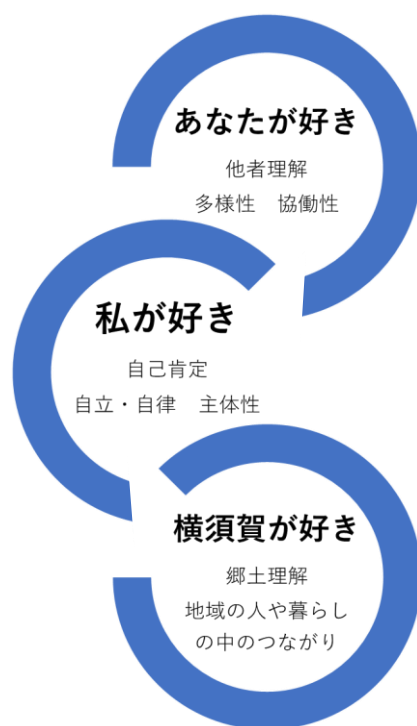 あなたが好き
他者理解
多様性　協働性
私が好き
自己肯定
自立・自律　主体性
横須賀が好き
郷土理解
地域の人や暮らし
の中のつながり